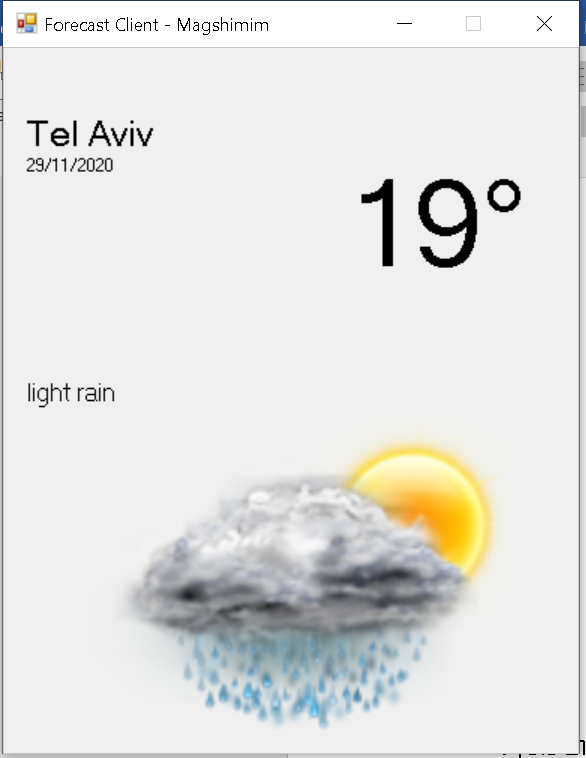 Forecast Client - Magshimim
Tel Aviv
29/11/2020
19°
light rain